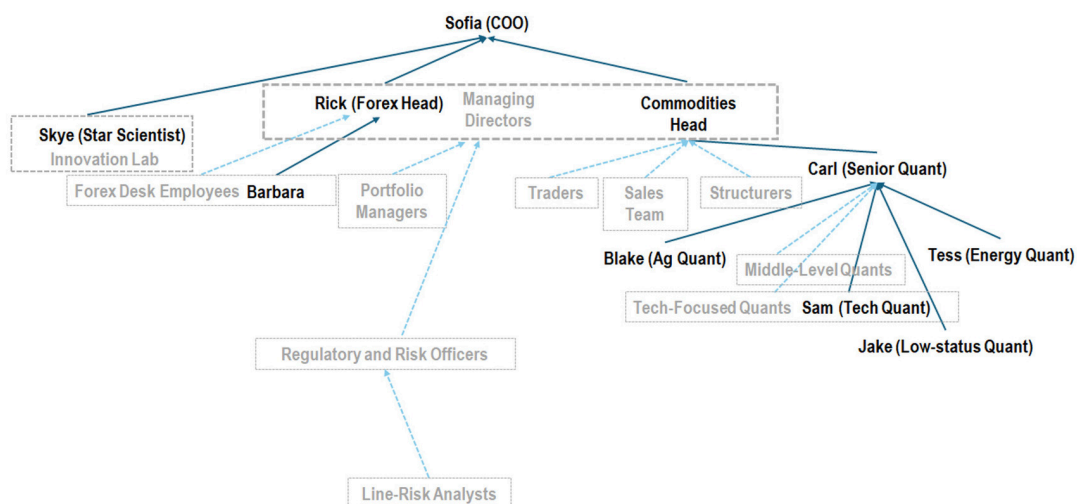 Sofia (COO)
Rick (Forex Head)
Managing
Directors
Commodities
Head
Skye (Star Scientist)
Innovation Lab
Carl (Senior Quant)
Forex Desk Employees Barbara
Portfolio
Managers
Traders
Sales
Team
Structurers
Blake (Ag Quant)
Middle-Level Quants
Tess (Energy Quant)
Tech-Focused Quants Sam (Tech Quant)
Jake (Low-status Quant)
Regulatory and Risk Officers
Line-Risk Analysts